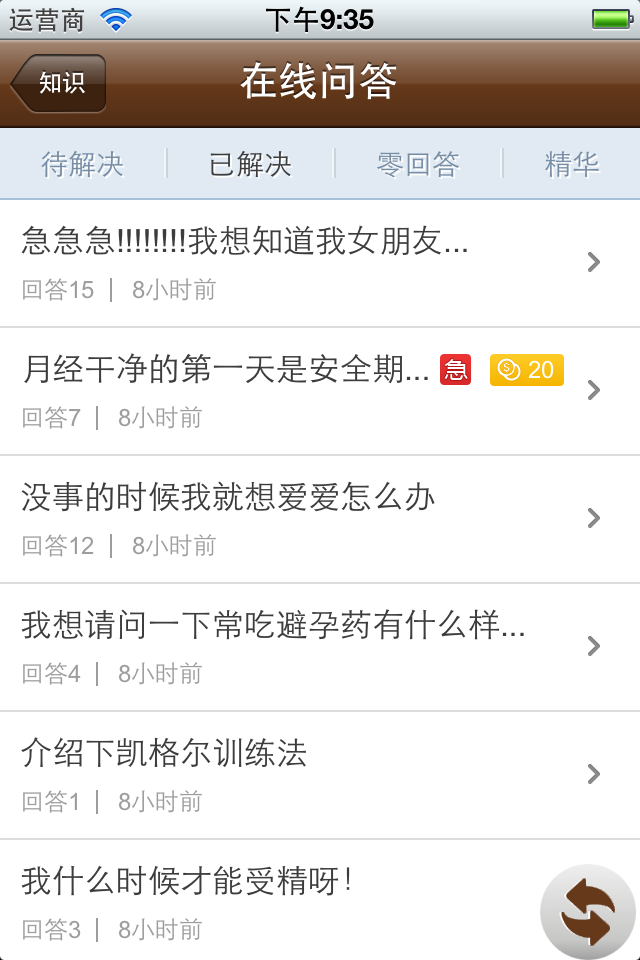 运营商 下午9:35
知识 在线问答
待解决 已解决 零回答 精华
急急急!!!!!!!!我想知道我女朋友...
回答15 | 8小时前
月经干净的第一天是安全期... 急 20
回答7 | 8小时前
没事的时候我就想爱爱怎么办
回答12 | 8小时前
我想请问一下常吃避孕药有什么样...
回答4 | 8小时前
介绍下凯格尔训练法
回答1 | 8小时前
我什么时候才能受精呀!
回答3 | 8小时前